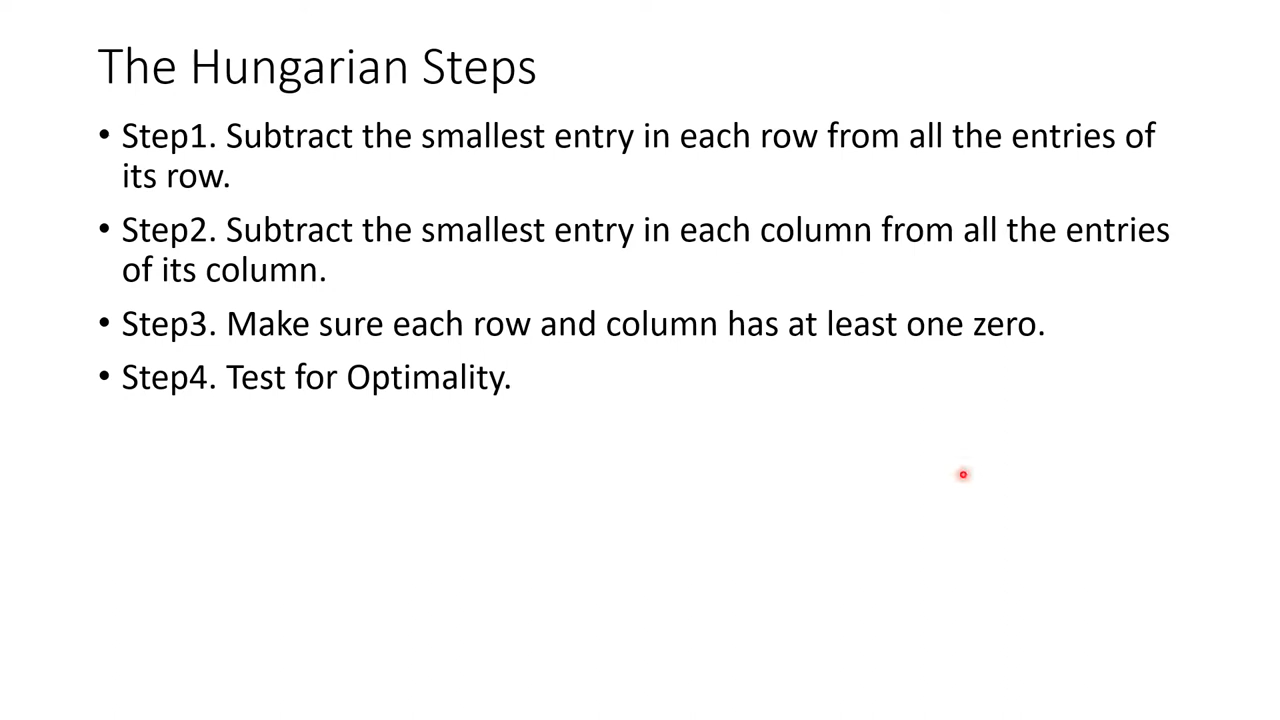 The Hungarian Steps
• Step1. Subtract the smallest entry in each row from all the entries of
its row.
• Step2. Subtract the smallest entry in each column from all the entries
of its column.
• Step3. Make sure each row and column has at least one zero.
• Step4. Test for Optimality.